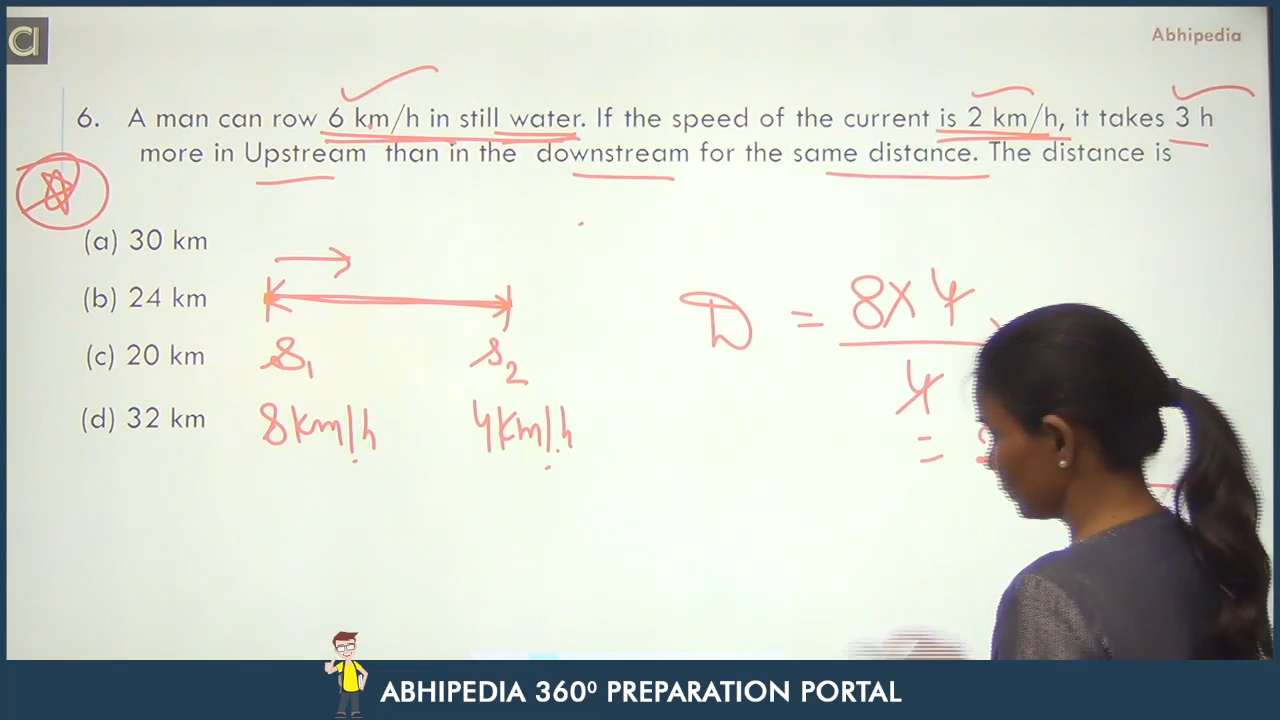 Abhipedia
6. A man can row 6 km/h in still water. If the speed of the current is 2 km/h, it takes 3 h
more in Upstream than in the downstream for the same distance. The distance is
(a) 30 km
(b) 24 km
(c) 20 km
(d) 32 km
S1 S2
8km/h 4km/h
D = 8×4
4
=
ABHIPEDIA 360⁰ PREPARATION PORTAL